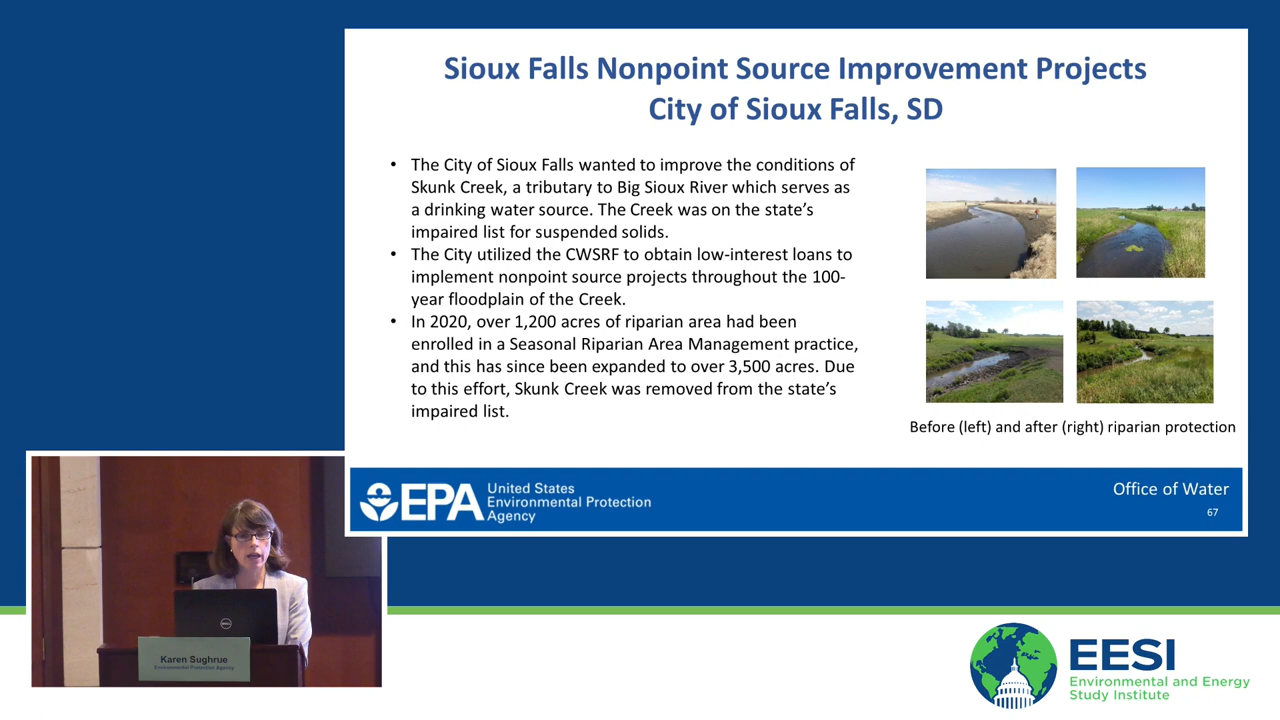 Sioux Falls Nonpoint Source Improvement Projects
City of Sioux Falls, SD
• The City of Sioux Falls wanted to improve the conditions of
Skunk Creek, a tributary to Big Sioux River which serves as
a drinking water source. The Creek was on the state's
impaired list for suspended solids.
• The City utilized the CWSRF to obtain low-interest loans to
implement nonpoint source projects throughout the 100-
year floodplain of the Creek.
• In 2020, over 1,200 acres of riparian area had been
enrolled in a Seasonal Riparian Area Management practice,
and this has since been expanded to over 3,500 acres. Due
to this effort, Skunk Creek was removed from the state's
impaired list.
Before (left) and after (right) riparian protection
EPA
United States
Environmental Protection
Agency
Office of Water
67
DELL
Karen Sughrue
Environmental Protection Agency
EESI
Environmental and Energy
Study Institute